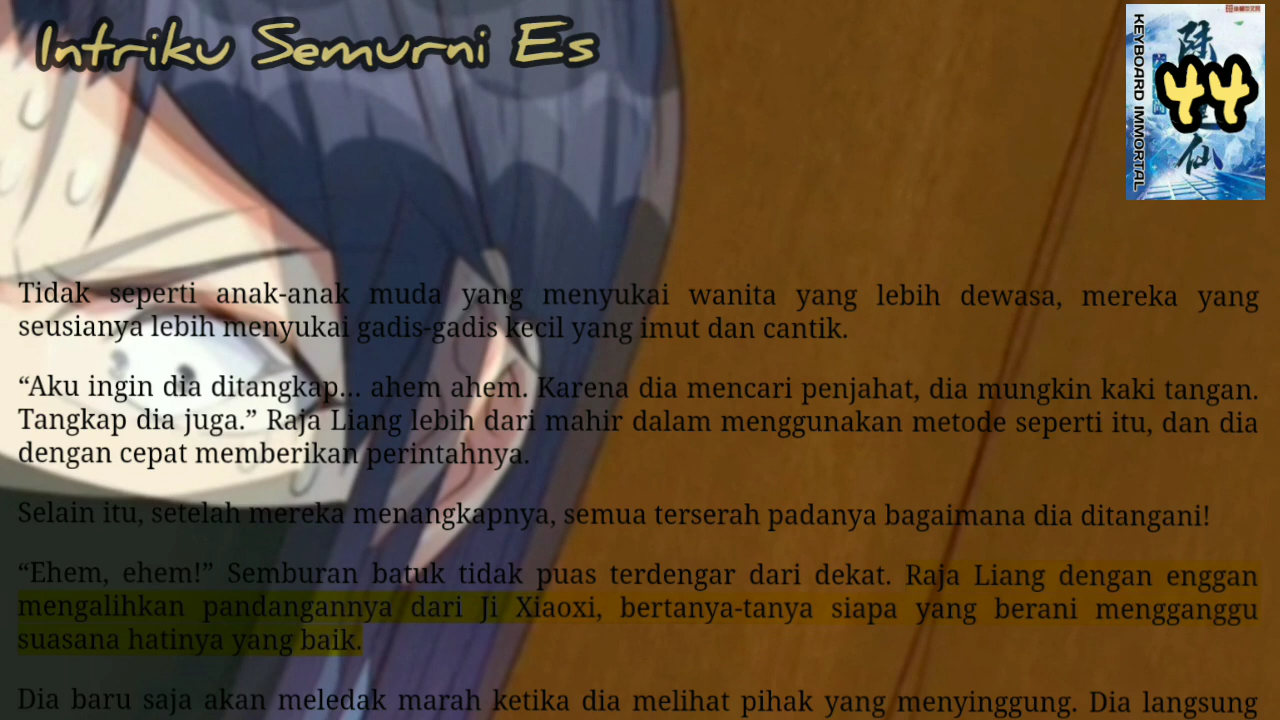 Intriku Semurni Es
KEYBOARD IMMORTAL
44
仙
Tidak seperti anak-anak muda yang menyukai wanita yang lebih dewasa, mereka yang
seusianya lebih menyukai gadis-gadis kecil yang imut dan cantik.
“Aku ingin dia ditangkap... ahem ahem. Karena dia mencari penjahat, dia mungkin kaki tangan.
Tangkap dia juga.” Raja Liang lebih dari mahir dalam menggunakan metode seperti itu, dan dia
dengan cepat memberikan perintahnya.
Selain itu, setelah mereka menangkapnya, semua terserah padanya bagaimana dia ditangani!
“Ehem, ehem!” Semburan batuk tidak puas terdengar dari dekat. Raja Liang dengan enggan
mengalihkan pandangannya dari Ji Xiaoxi, bertanya-tanya siapa yang berani mengganggu
suasana hatinya yang baik.
Dia baru saja akan meledak marah ketika dia melihat pihak yang menyinggung. Dia langsung